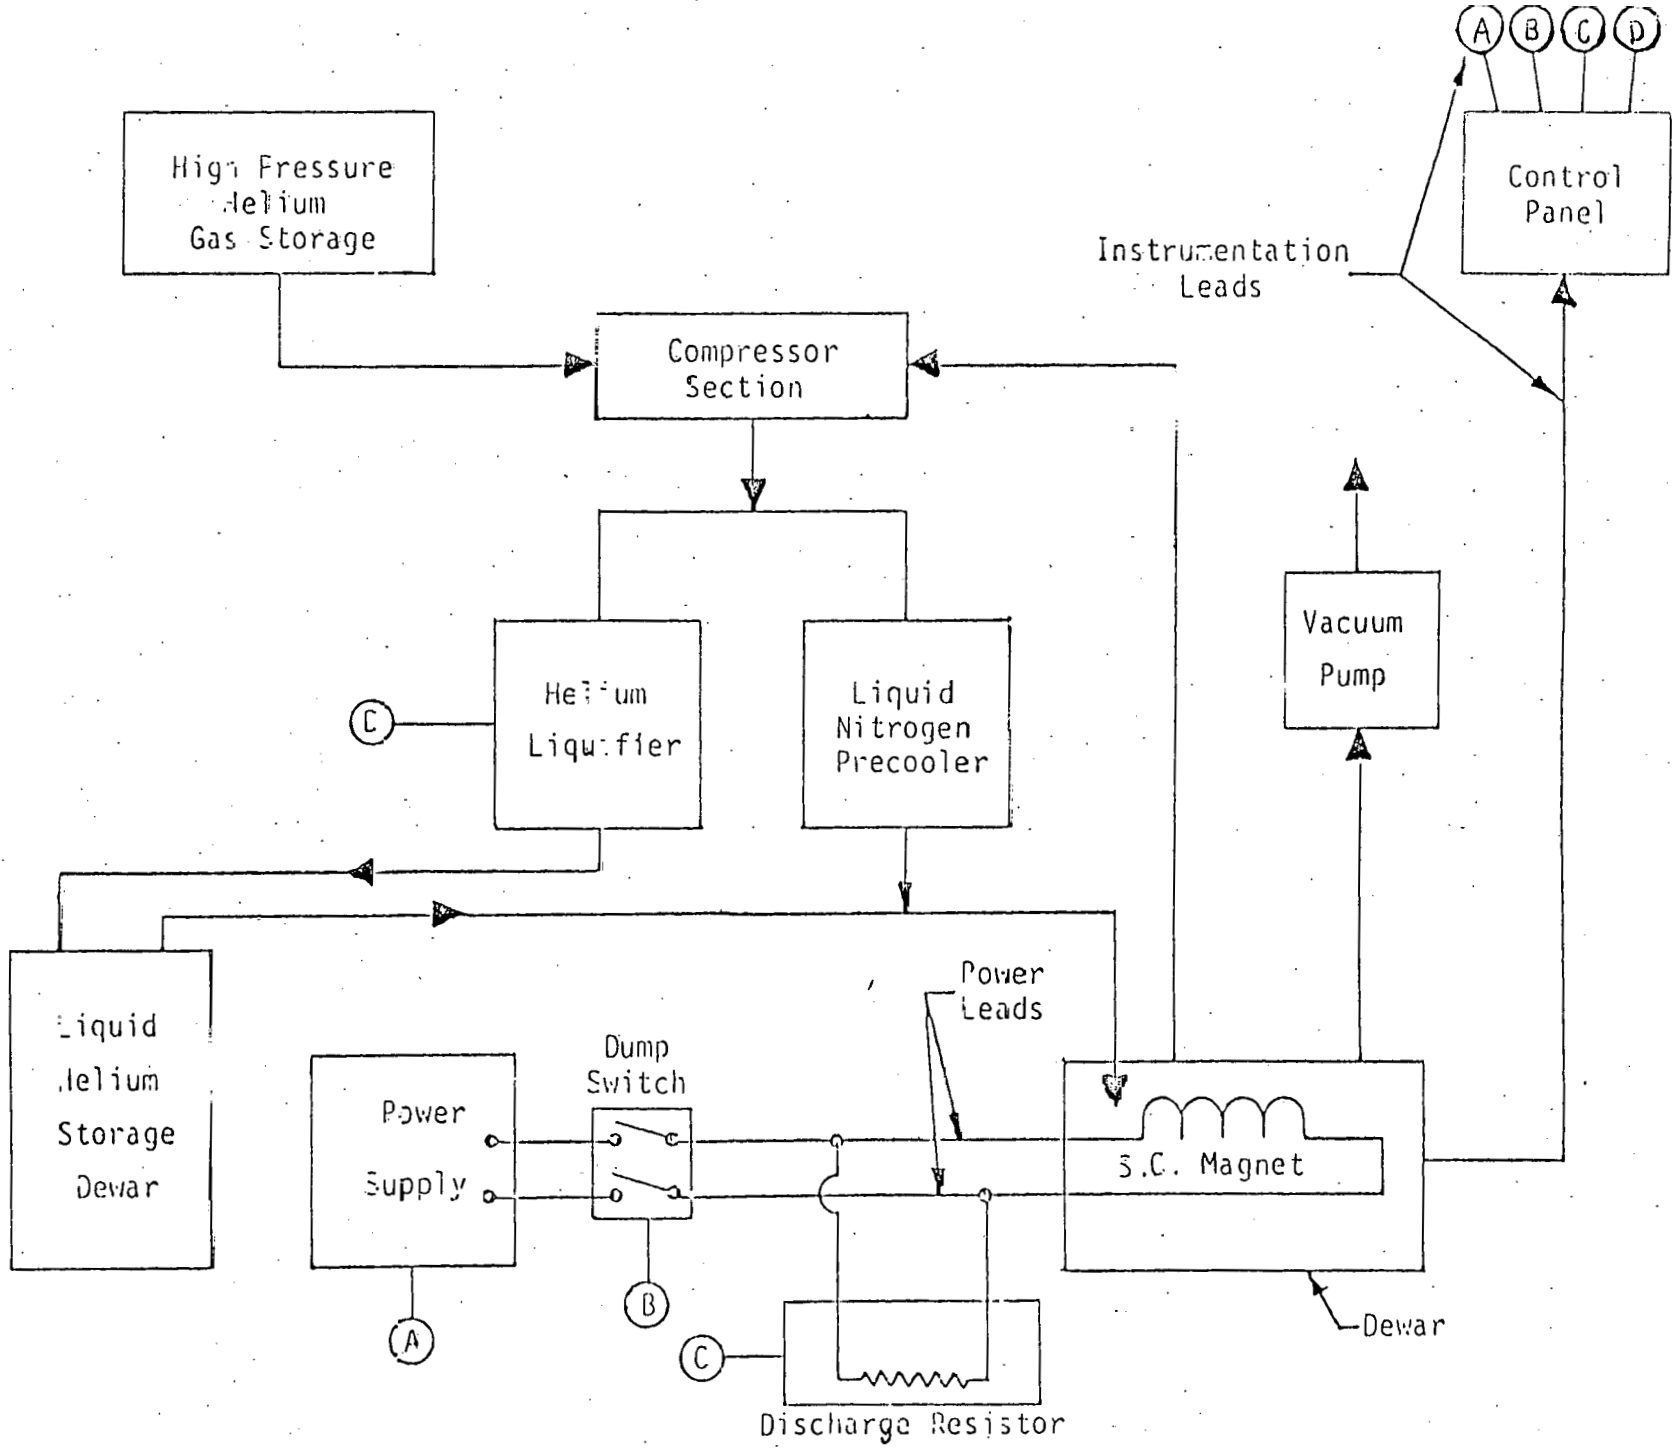 A B C D
High Pressure
Helium
Gas Storage
Control
Panel
Instrumentation
Leads
Compressor
Section
Vacuum
Pump
Helium
Liquifier
Liquid
Nitrogen
Precooler
Power
Leads
Liquid
Helium
Storage
Dewar
Dump
Switch
Power
Supply
S.C. Magnet
B
A
C
Dewar
Discharge Resistor